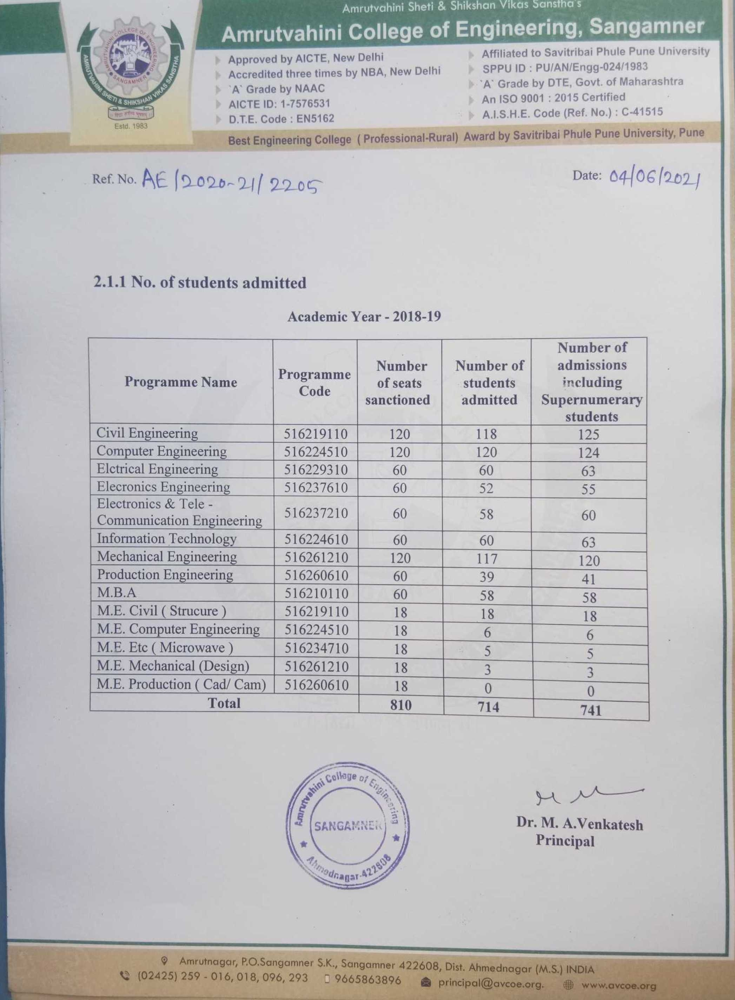 Amrutvahini Sheti & Shikshan Vikas Sanstha's
Amrutvahini College of Engineering, Sangamner
AMRUTVAHINI COLLEGE OF ENGINEERING
SANGAMNER
AMRUTVAHINI SHETI & SHIKSHAN VIKAS SANSTHA
Estd. 1983
Approved by AICTE, New Delhi
Accredited three times by NBA, New Delhi
`A` Grade by NAAC
AICTE ID: 1-7576531
D.T.E. Code : EN5162
Affiliated to Savitribai Phule Pune University
SPPU ID : PU/AN/Engg-024/1983
`A` Grade by DTE, Govt. of Maharashtra
An ISO 9001 : 2015 Certified
A.I.S.H.E. Code (Ref. No.) : C-41515
Best Engineering College ( Professional-Rural) Award by Savitribai Phule Pune University, Pune
Ref. No. AE/2020-21/2205 Date: 04/06/2021
2.1.1 No. of students admitted
Academic Year - 2018-19
Programme Name Programme Code Number of seats sanctioned Number of students admitted Number of admissions including Supernumerary students
Civil Engineering 516219110 120 118 125
Computer Engineering 516224510 120 120 124
Elctrical Engineering 516229310 60 60 63
Elecronics Engineering 516237610 60 52 55
Electronics & Tele -
Communication Engineering 516237210 60 58 60
Information Technology 516224610 60 60 63
Mechanical Engineering 516261210 120 117 120
Production Engineering 516260610 60 39 41
M.B.A 516210110 60 58 58
M.E. Civil ( Strucure ) 516219110 18 18 18
M.E. Computer Engineering 516224510 18 6 6
M.E. Etc ( Microwave ) 516234710 18 5 5
M.E. Mechanical (Design) 516261210 18 3 3
M.E. Production ( Cad/ Cam) 516260610 18 0 0
Total 810 714 741
Amrutvahini College of Engineering
SANGAMNER
Ahmednagar-422608
Dr. M. A.Venkatesh
Principal
Amrutnagar, P.O.Sangamner S.K., Sangamner 422608, Dist. Ahmednagar (M.S.) INDIA
(02425) 259 - 016, 018, 096, 293 9665863896 principal@avcoe.org. www.avcoe.org